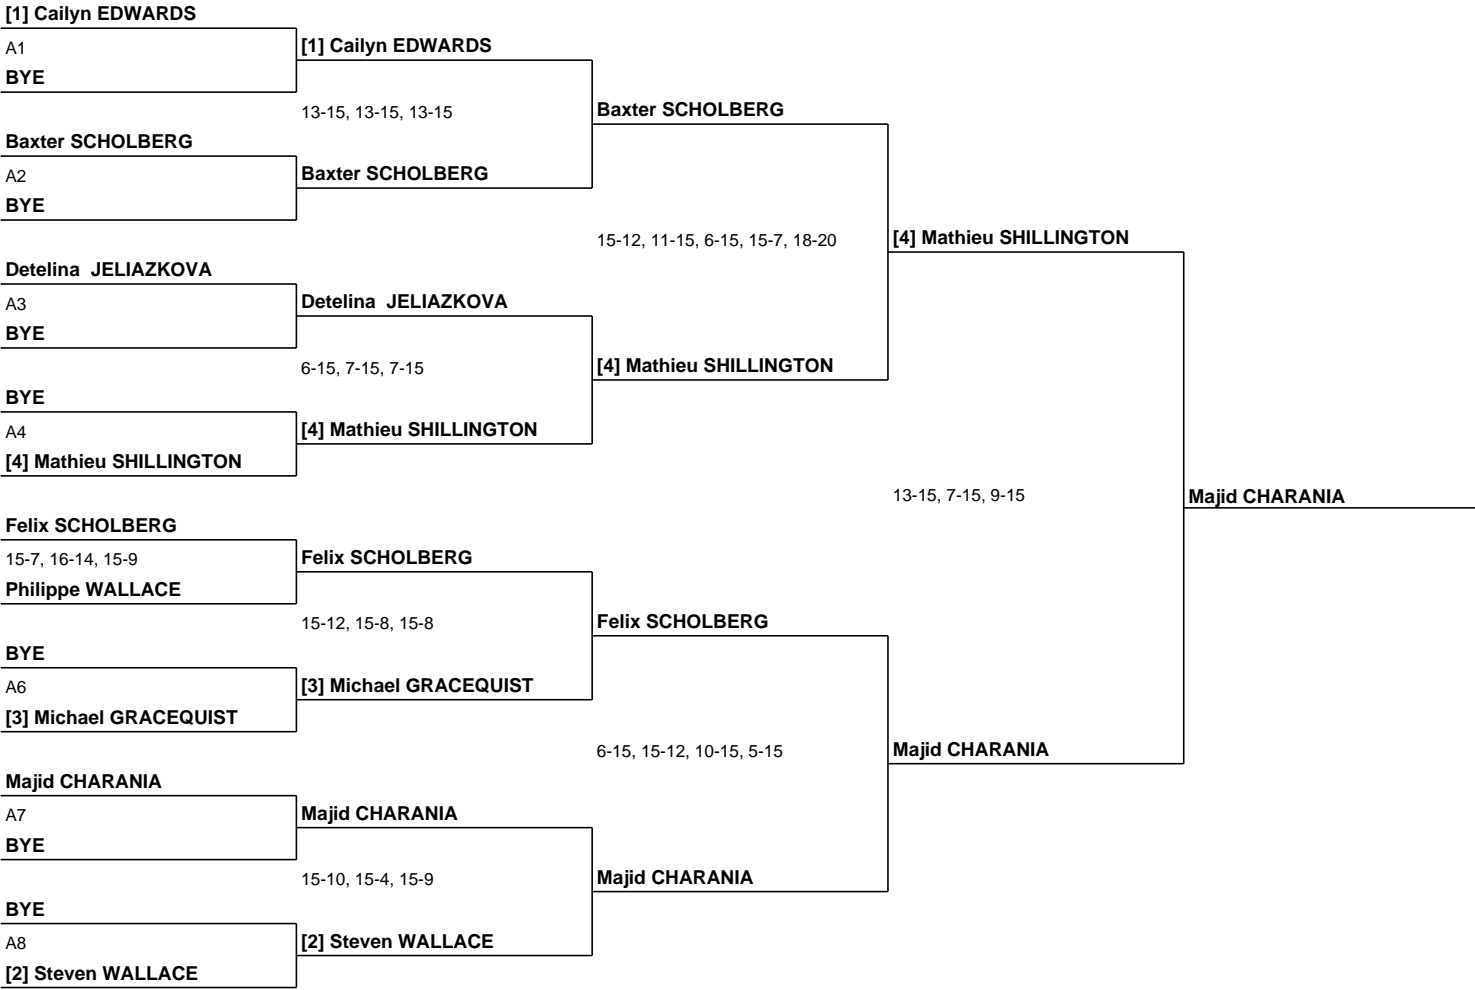 [1] Cailyn EDWARDS
A1
BYE
Baxter SCHOLBERG
A2
BYE
Detelina  JELIAZKOVA
A3
BYE
BYE
A4
[4] Mathieu SHILLINGTON
Felix SCHOLBERG
15-7, 16-14, 15-9
Philippe WALLACE
BYE
A6
[3] Michael GRACEQUIST
Majid CHARANIA
A7
BYE
BYE
A8
[2] Steven WALLACE
[1] Cailyn EDWARDS
13-15, 13-15, 13-15
Baxter SCHOLBERG
Detelina  JELIAZKOVA
6-15, 7-15, 7-15
[4] Mathieu SHILLINGTON
Felix SCHOLBERG
15-12, 15-8, 15-8
[3] Michael GRACEQUIST
Majid CHARANIA
15-10, 15-4, 15-9
[2] Steven WALLACE
Baxter SCHOLBERG
15-12, 11-15, 6-15, 15-7, 18-20
[4] Mathieu SHILLINGTON
Felix SCHOLBERG
6-15, 15-12, 10-15, 5-15
Majid CHARANIA
[4] Mathieu SHILLINGTON
13-15, 7-15, 9-15
Majid CHARANIA
Majid CHARANIA